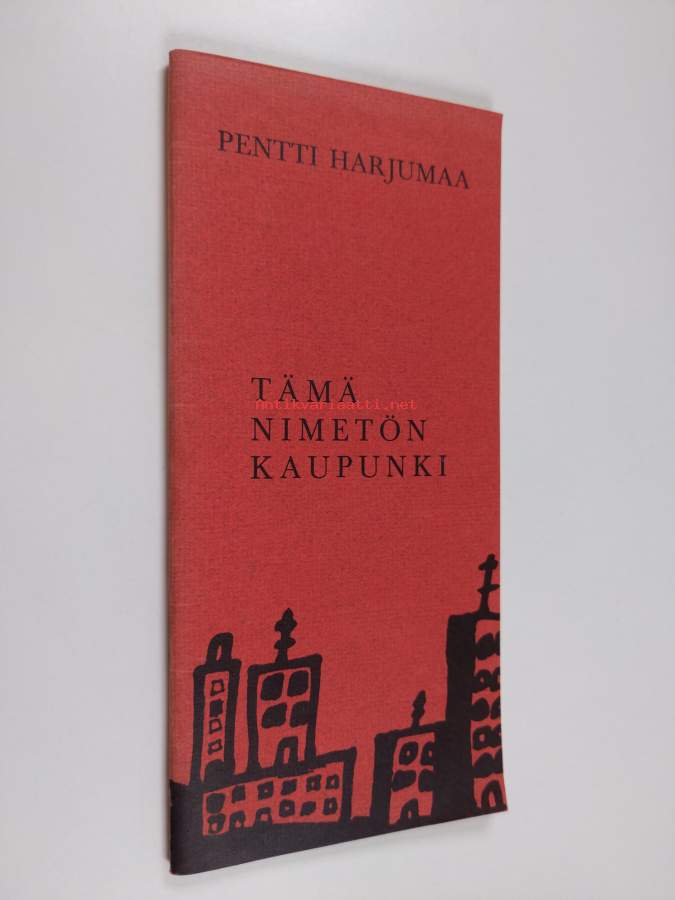 PENTTI HARJUMAA
TÄMÄ
antikvariaatti.net
NIMETÖN
KAUPUNKI